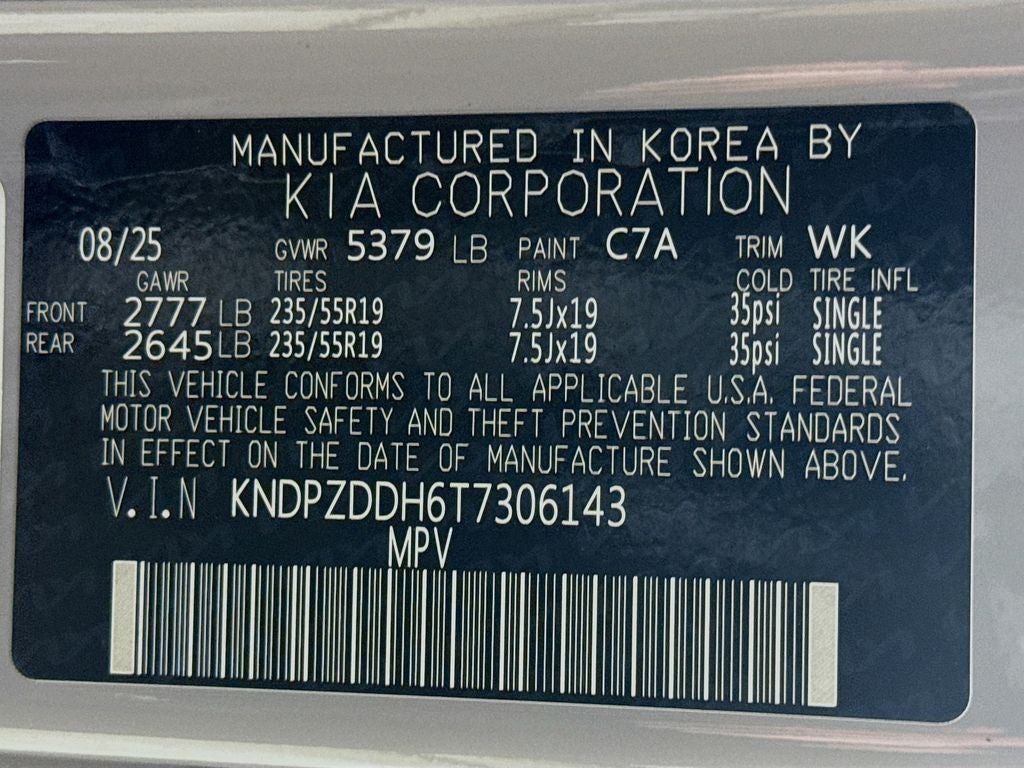 MANUFACTURED IN KOREA BY
KIA CORPORATION
08/25 GVWR 5379 LB PAINT C7A TRIM WK
GAWR TIRES RIMS COLD TIRE INFL
FRONT 2777 LB 235/55R19 7.5Jx19 35psi SINGLE
REAR 2645 LB 235/55R19 7.5Jx19 35psi SINGLE
THIS VEHICLE CONFORMS TO ALL APPLICABLE U.S.A. FEDERAL
MOTOR VEHICLE SAFETY AND THEFT PREVENTION STANDARDS
IN EFFECT ON THE DATE OF MANUFACTURE SHOWN ABOVE.
V.I.N KNDPZDDH6T7306143
MPV